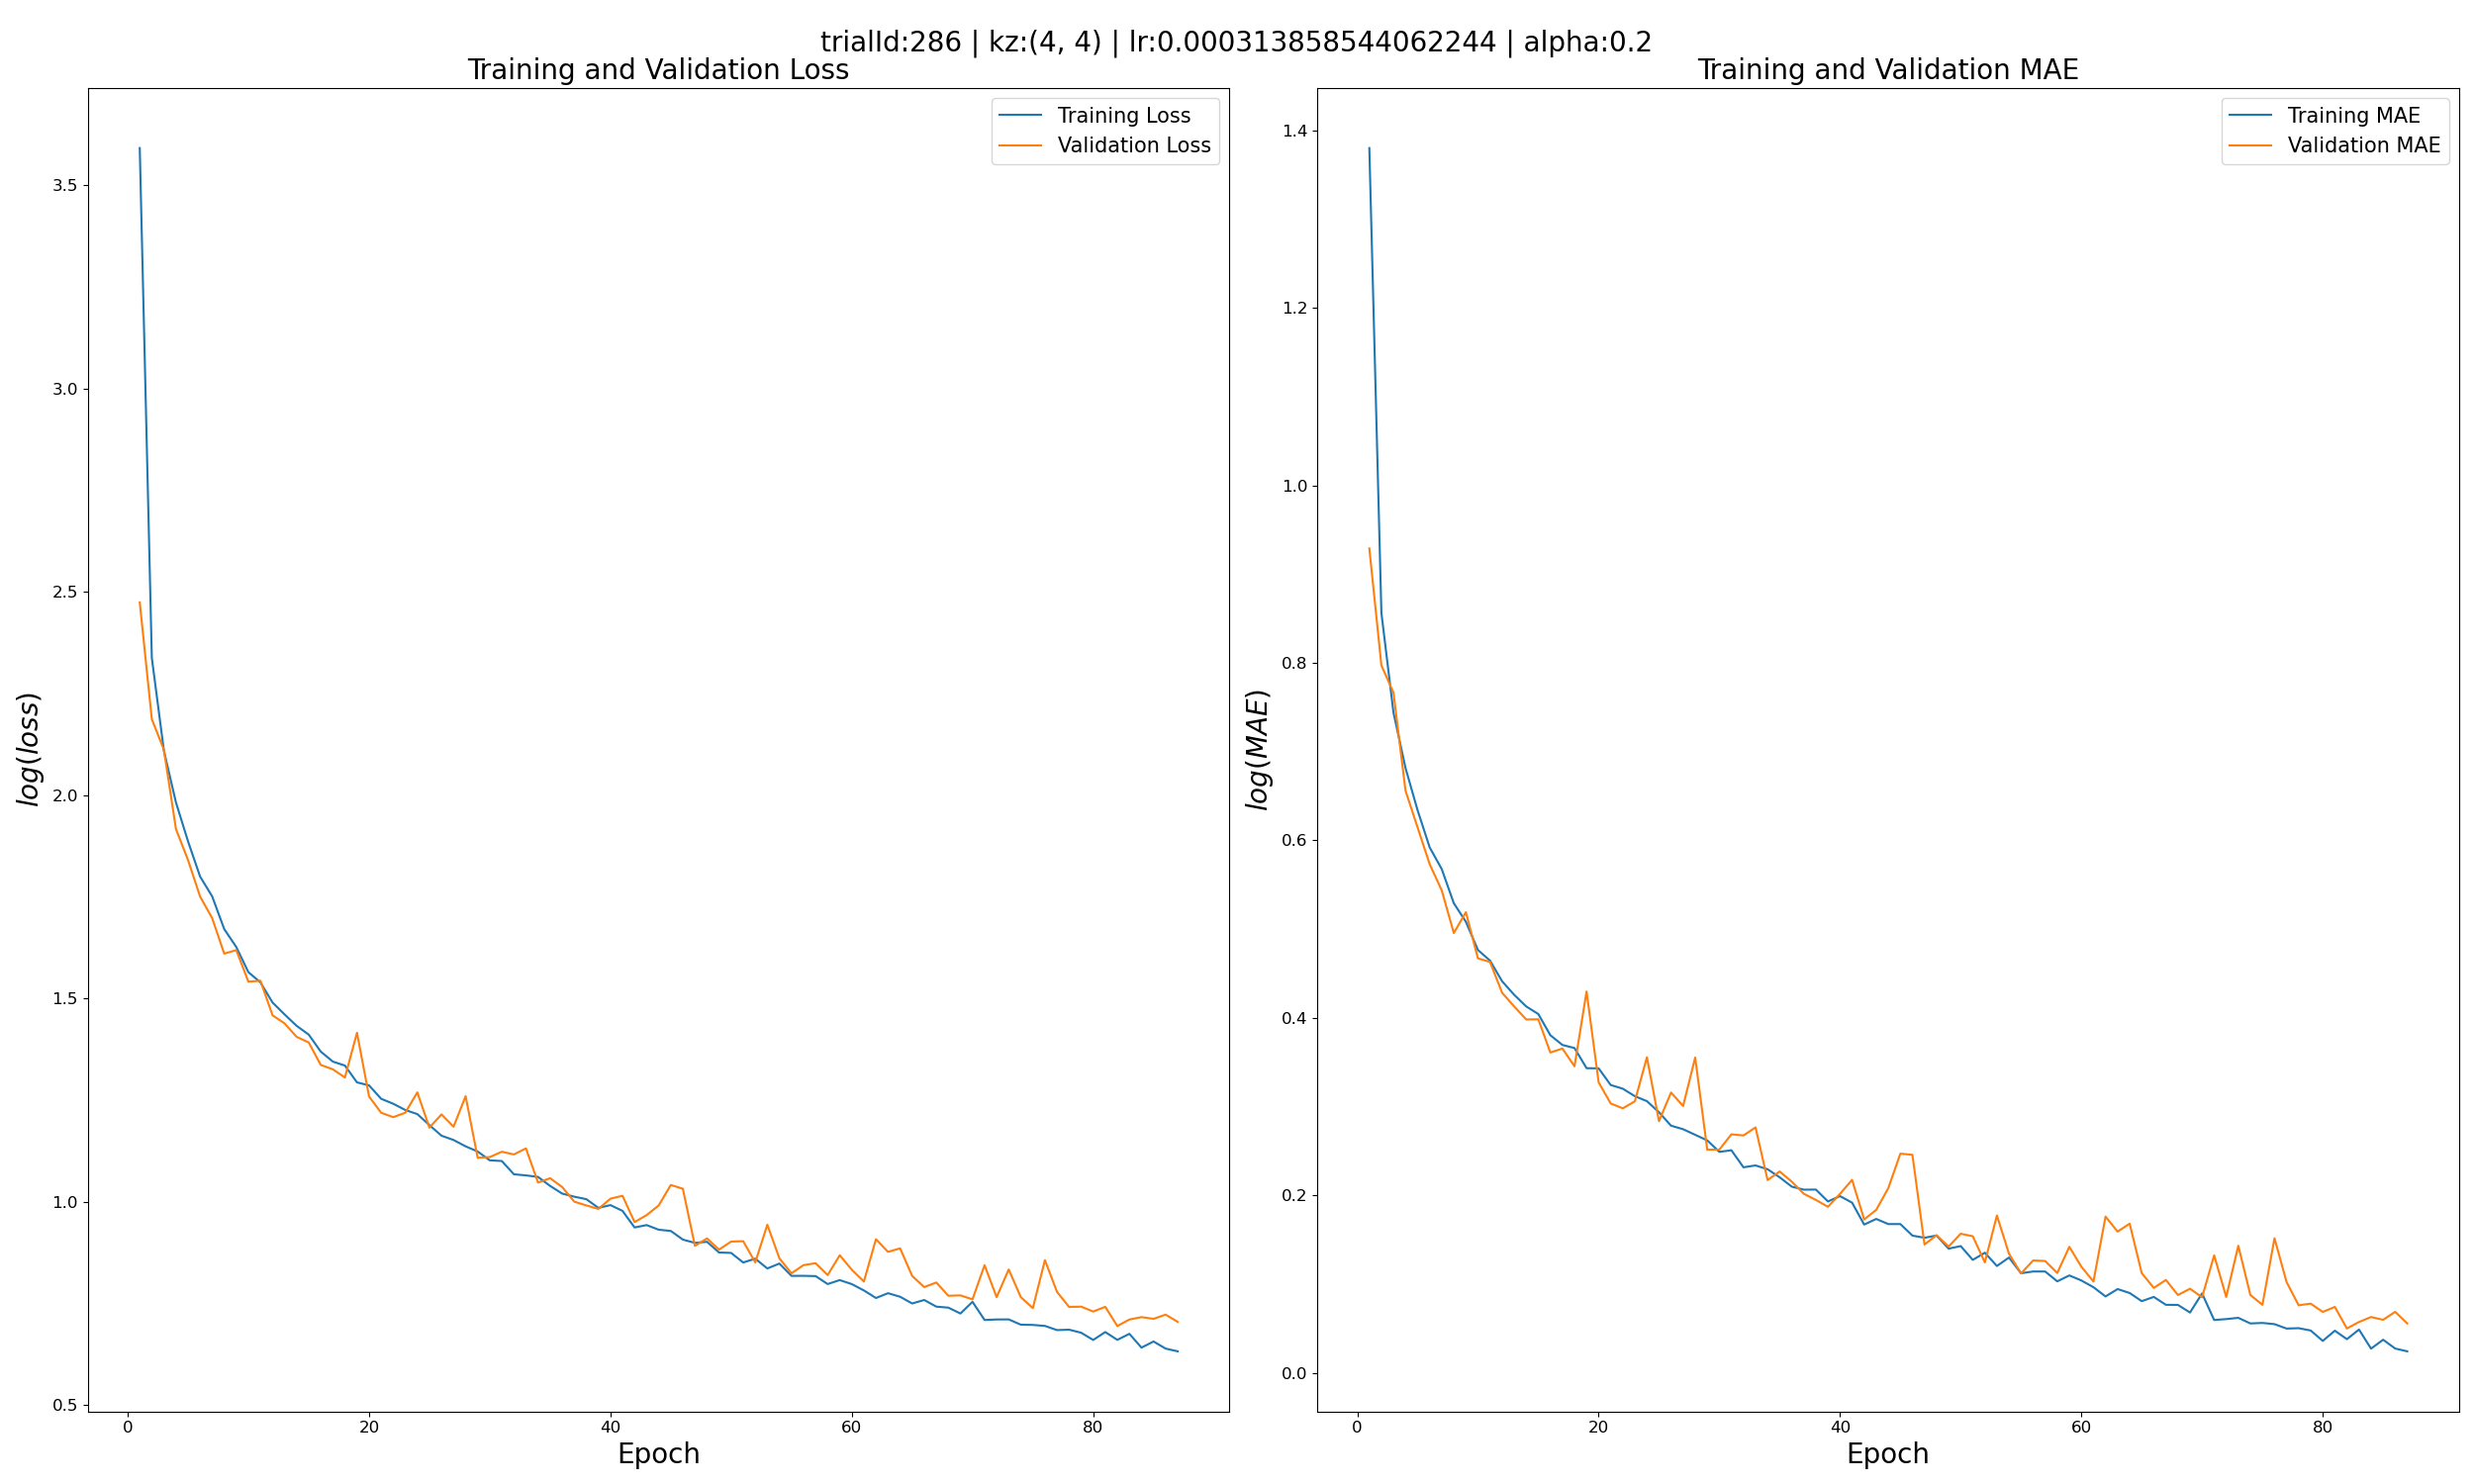 trialId:286 | kz:(4, 4) | lr:0.000313858544062244 | alpha:0.2
Training and Validation Loss
Training Loss
Validation Loss
log(loss)
3.5
3.0
2.5
2.0
1.5
1.0
0.5
0 20 40 60 80
Epoch
Training and Validation MAE
Training MAE
Validation MAE
log(MAE)
1.4
1.2
1.0
0.8
0.6
0.4
0.2
0.0
0 20 40 60 80
Epoch